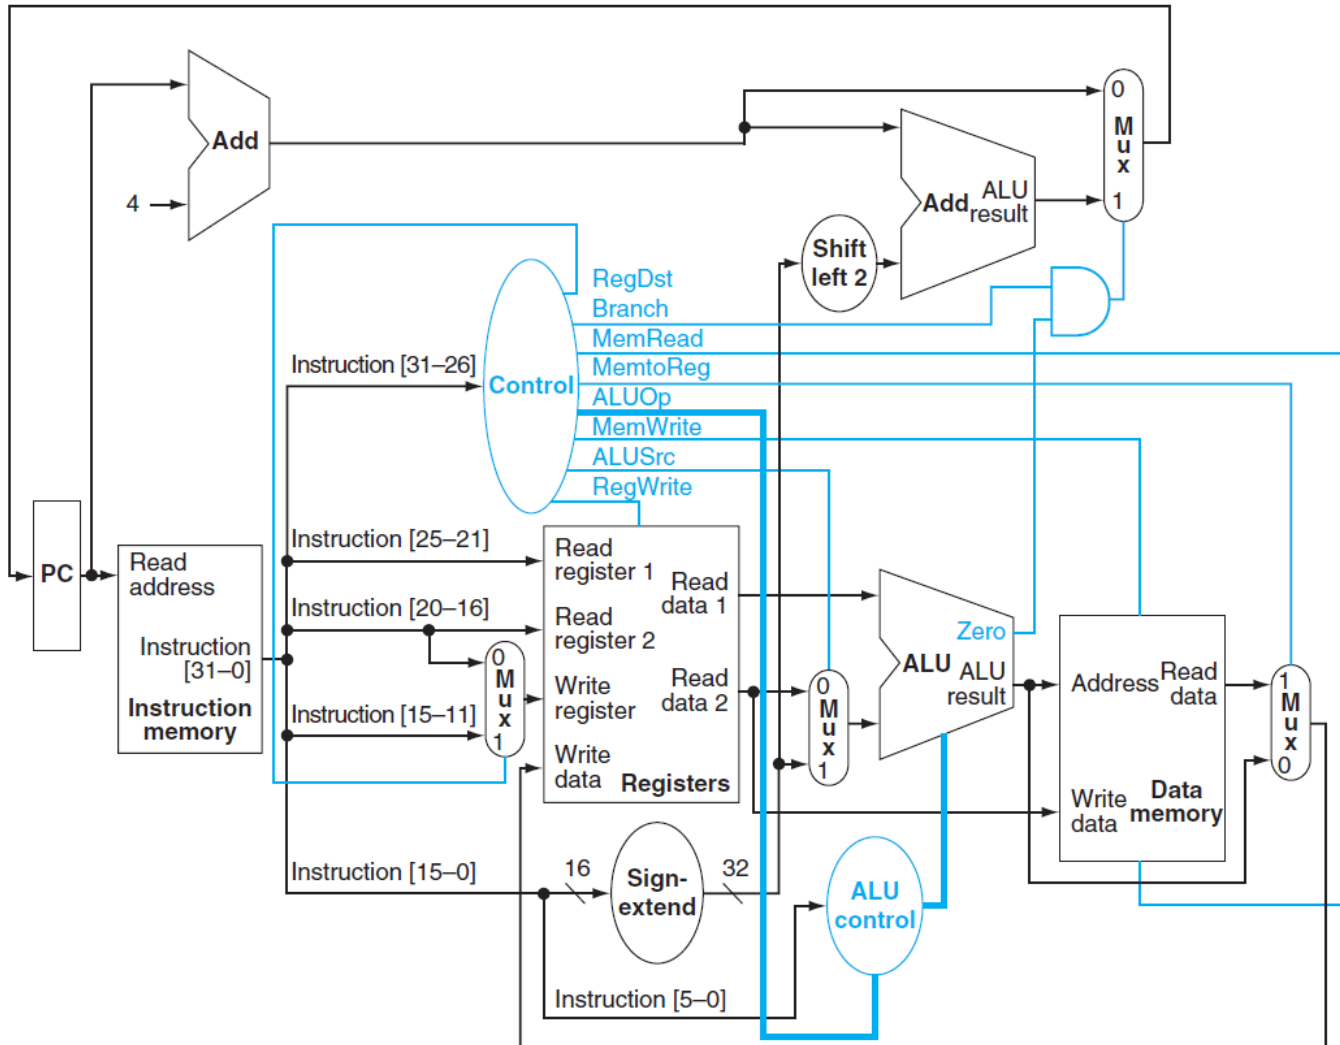 0
M
u
x
1
Add
4
Add
ALU
result
Shift
left 2
RegDst
Branch
MemRead
MemtoReg
ALUOp
MemWrite
ALUSrc
RegWrite
Control
Instruction [31–26]
Instruction [25–21]
Instruction [20–16]
Instruction [15–11]
Instruction [15–0]
Instruction [5–0]
PC
Read
address
Instruction
[31–0]
Instruction
memory
0
M
u
x
1
Read
register 1
Read
register 2
Write
register
Write
data
Read
data 1
Read
data 2
Registers
0
M
u
x
1
Zero
ALU
ALU
result
Address
Read
data
Write
data
Data
memory
1
M
u
x
0
16
Sign-
extend
32
ALU
control